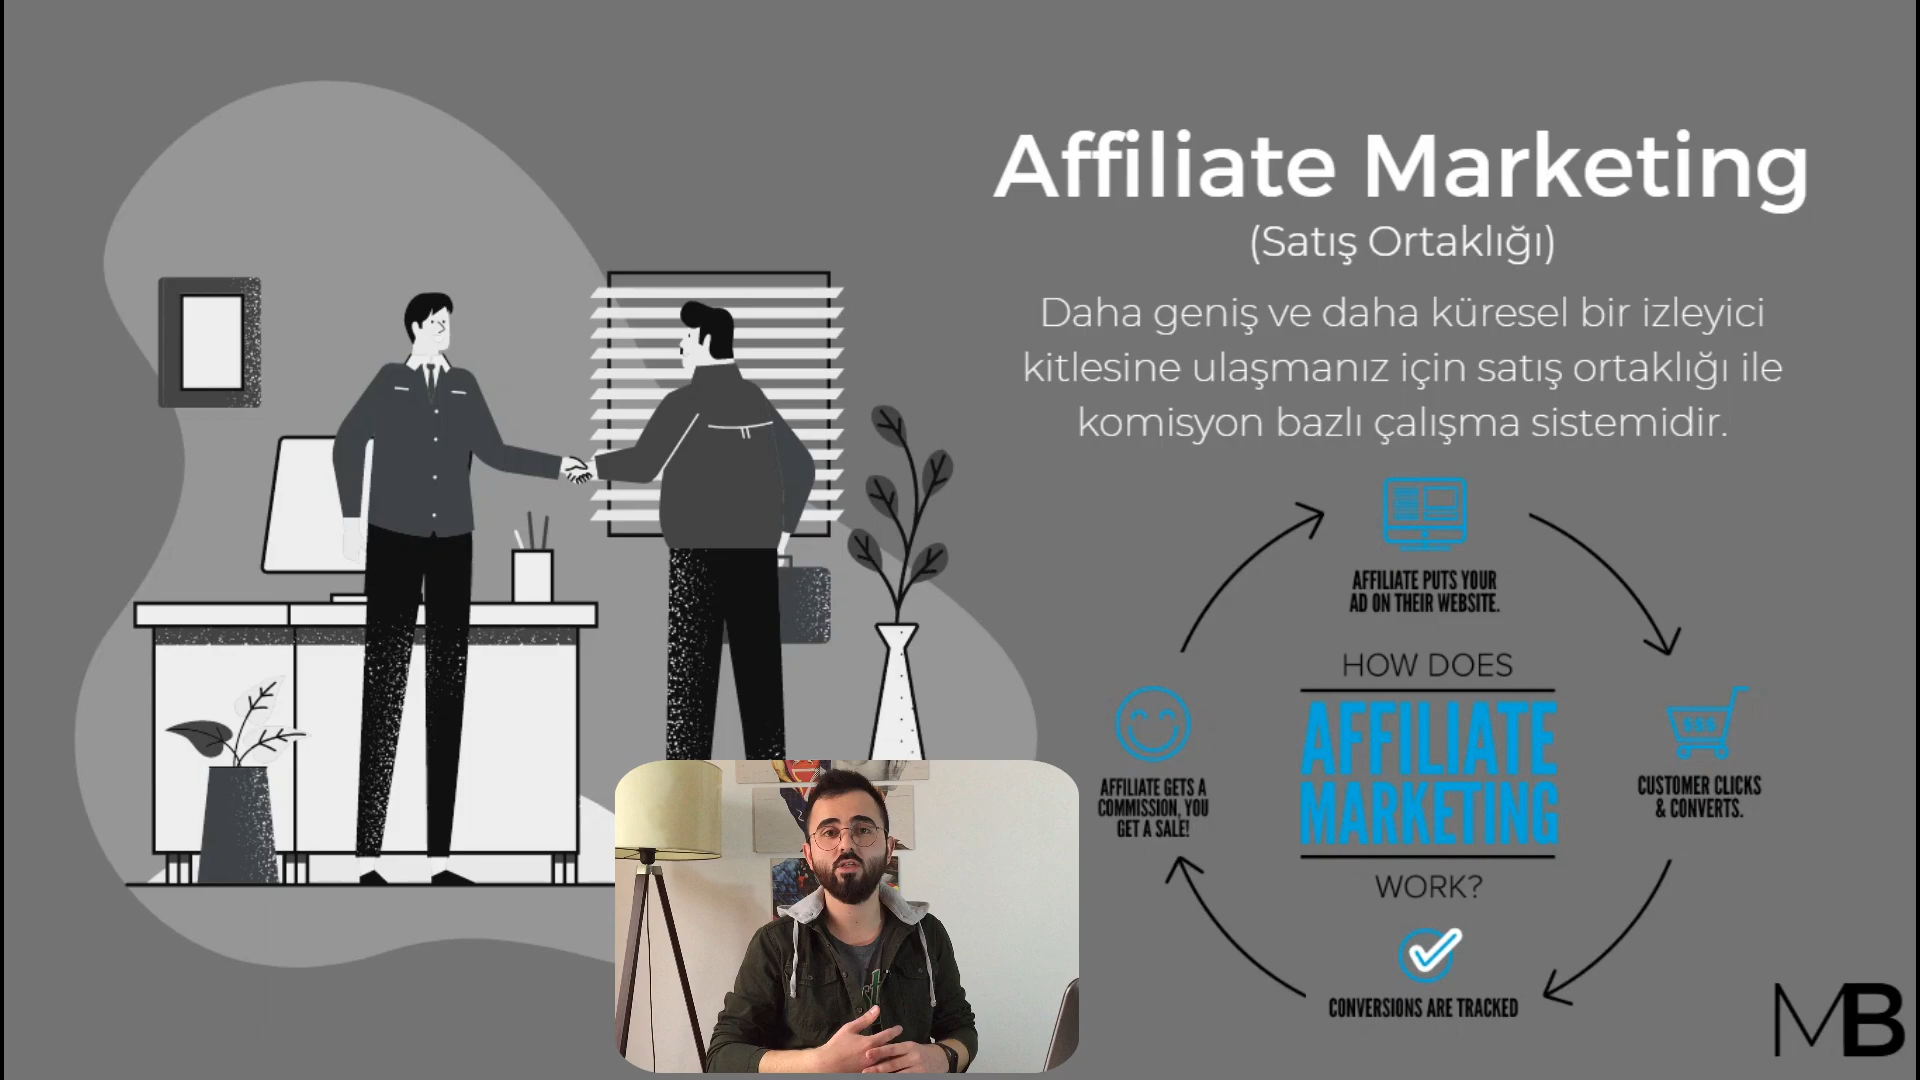 Affiliate Marketing
(Satış Ortaklığı)
Daha geniş ve daha küresel bir izleyici
kitlesine ulaşmanız için satış ortaklığı ile
komisyon bazlı çalışma sistemidir.
AFFILIATE PUTS YOUR
AD ON THEIR WEBSITE.
HOW DOES
AFFILIATE
MARKETING
WORK?
CUSTOMER CLICKS
& CONVERTS.
CONVERSIONS ARE TRACKED
AFFILIATE GETS A
COMMISSION, YOU
GET A SALE!
$$$
MB